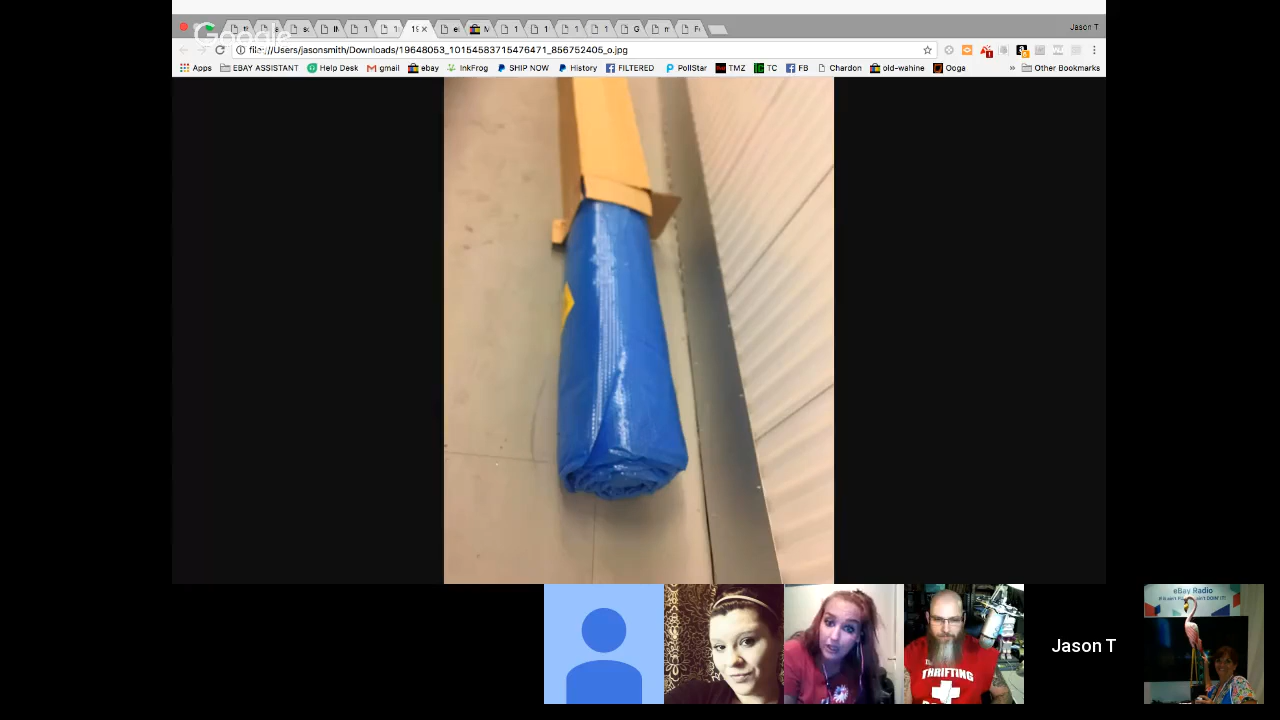 Google
Jason T
file:///Users/jasonsmith/Downloads/19648053_10154583715476471_856752405_o.jpg
Apps EBAY ASSISTANT Help Desk gmail ebay InkFrog SHIP NOW History FILTERED PollStar TMZ TC FB Chardon old-wahine Ooga » Other Bookmarks
eBay Radio
THRIFTING
Jason T